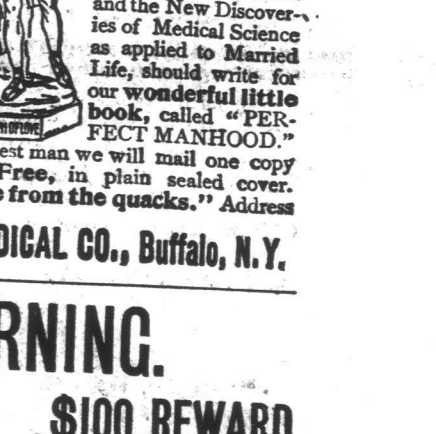 and the New Discover-
ies of Medical Science
as applied to Married
Life, should write for
our wonderful little
book, called "PER-
FECT MANHOOD."
OF LOVE
est man we will mail one copy
Free, in plain sealed cover.
from the quacks." Address
DICAL CO., Buffalo, N.Y.
RNING.
$100 REWARD